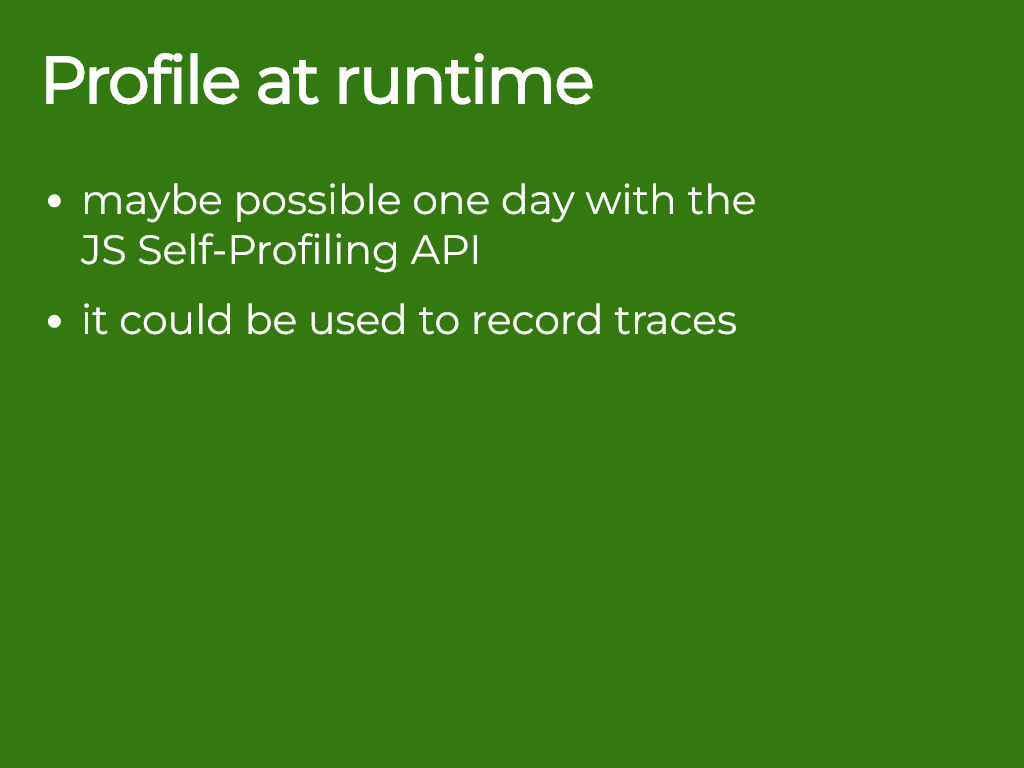 Profile at runtime
• maybe possible one day with the
JS Self-Profiling API
• it could be used to record traces